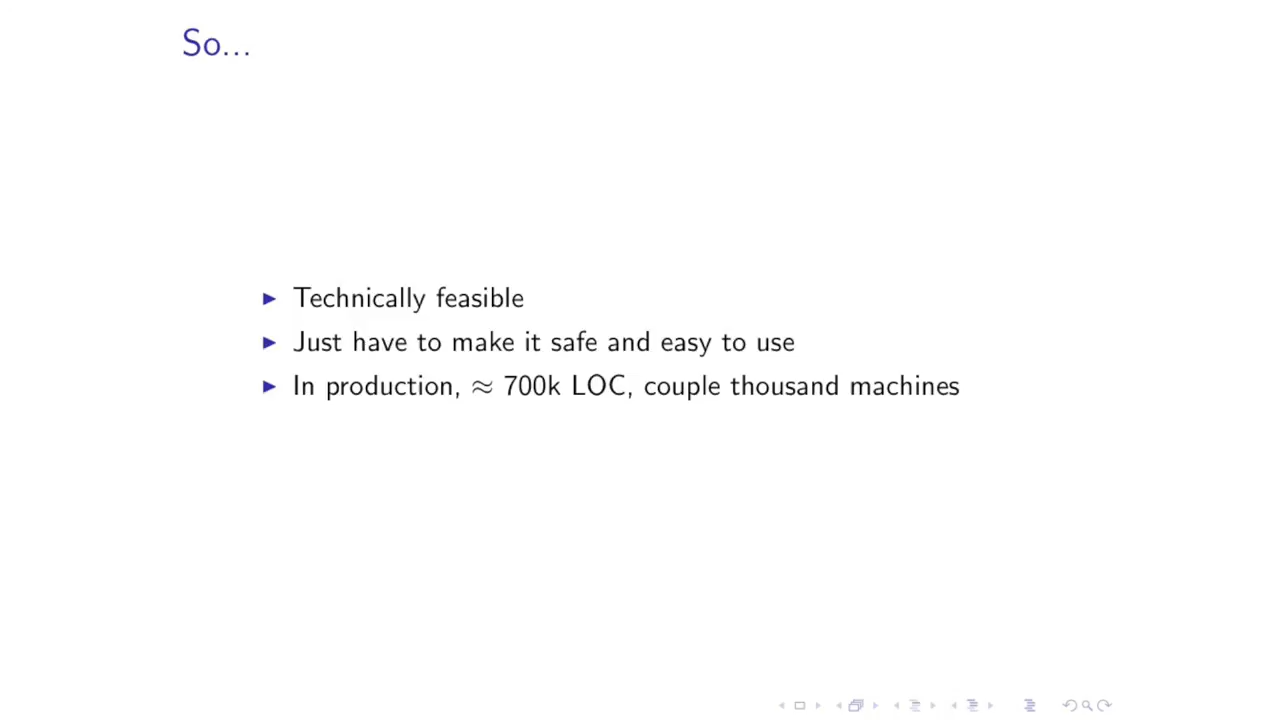 So...
Technically feasible
Just have to make it safe and easy to use
In production, ≈ 700k LOC, couple thousand machines